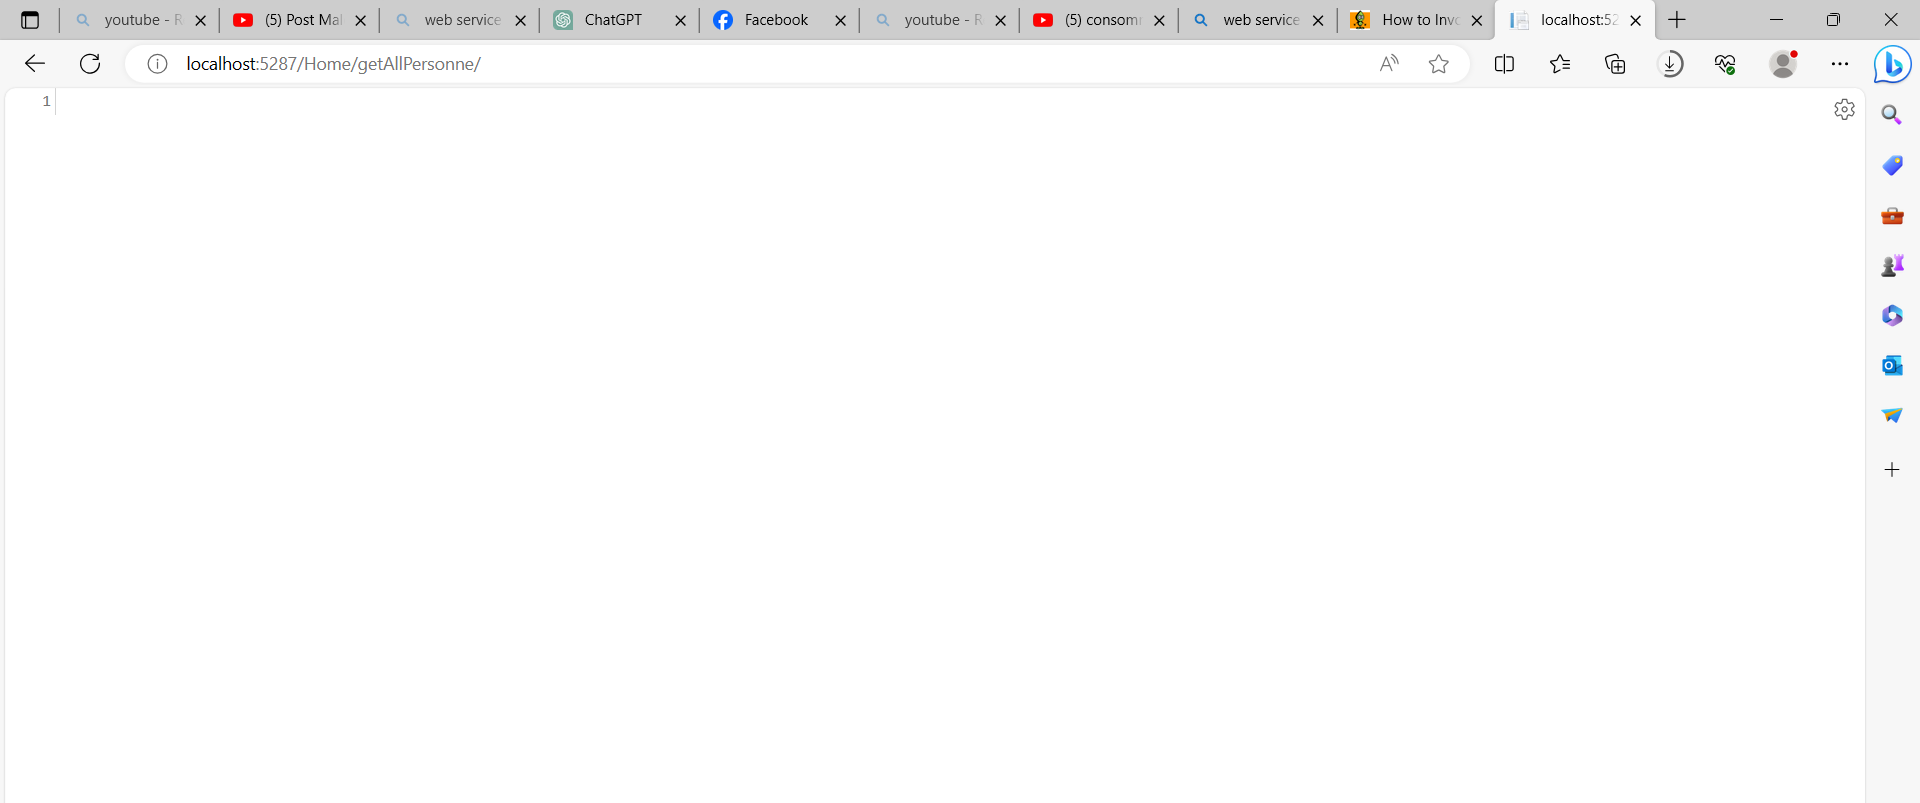 youtube - R
(5) Post Mal
web service
ChatGPT
Facebook
youtube - R
(5) consom
web service
How to Invo
localhost:52
localhost:5287/Home/getAllPersonne/
1